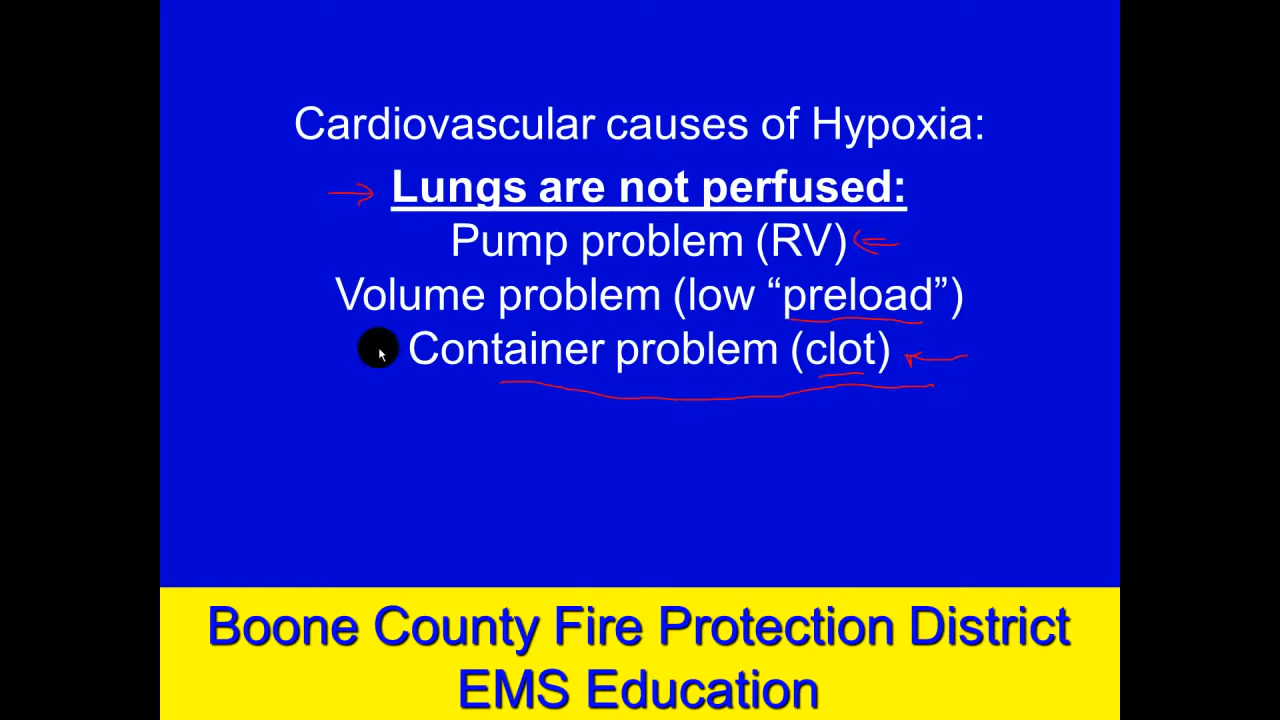 Cardiovascular causes of Hypoxia:
Lungs are not perfused:
Pump problem (RV)
Volume problem (low “preload”)
Container problem (clot)
Boone County Fire Protection District
EMS Education